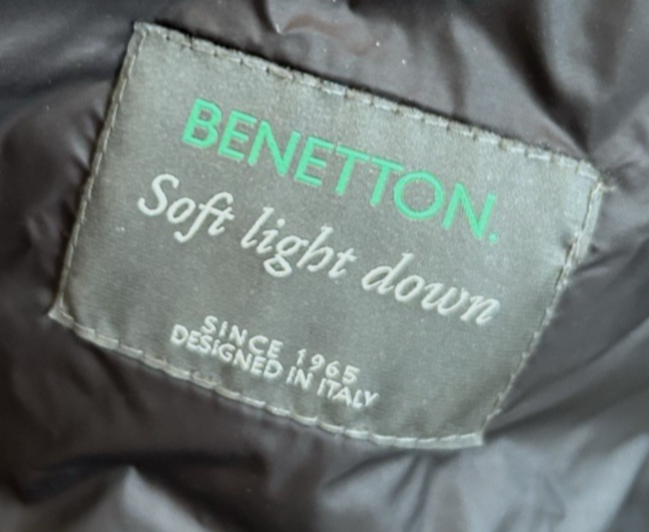 BENETTON.
Soft light down
SINCE 1965
DESIGNED IN ITALY